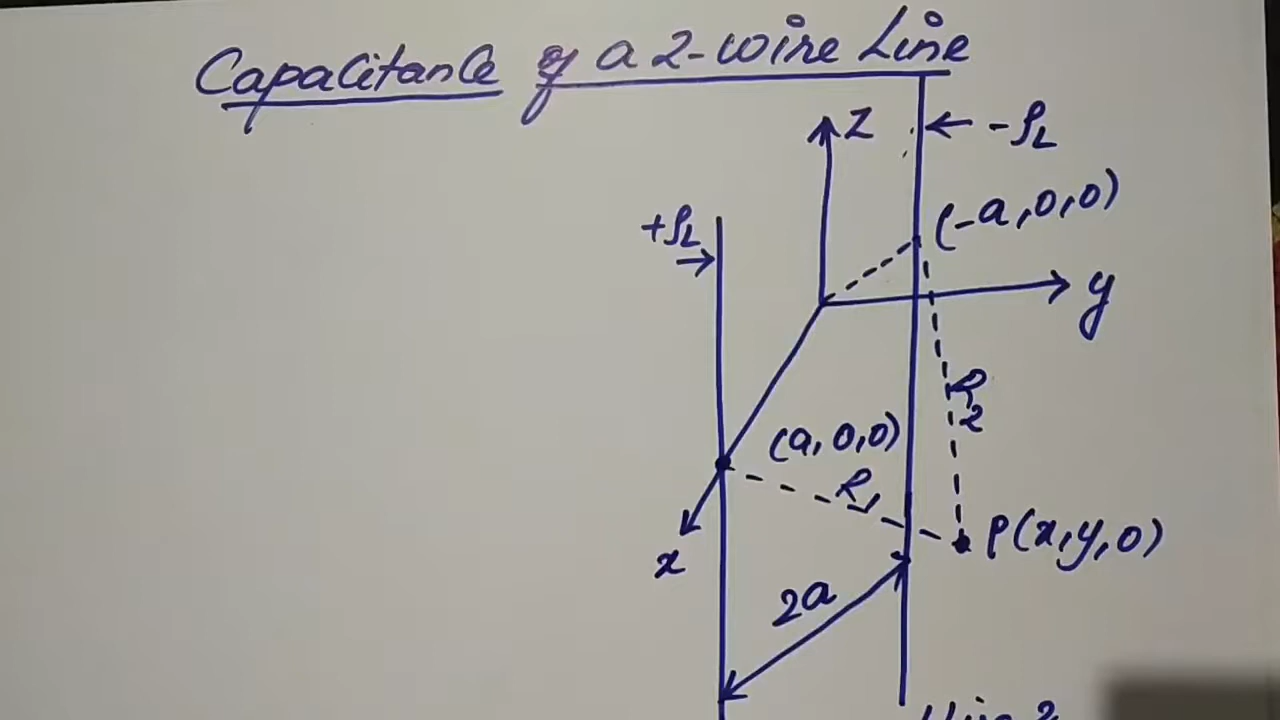 Capacitance of a 2-wire Line
z
-ρL
+ρL
(-a,0,0)
y
R2
(a,0,0)
R1
P(x,y,0)
x
2a